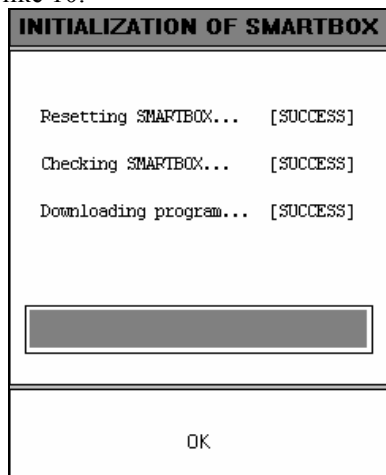 INITIALIZATION OF SMARTBOX
Resetting SMARTBOX... [SUCCESS]
Checking SMARTBOX... [SUCCESS]
Downloading program... [SUCCESS]
OK